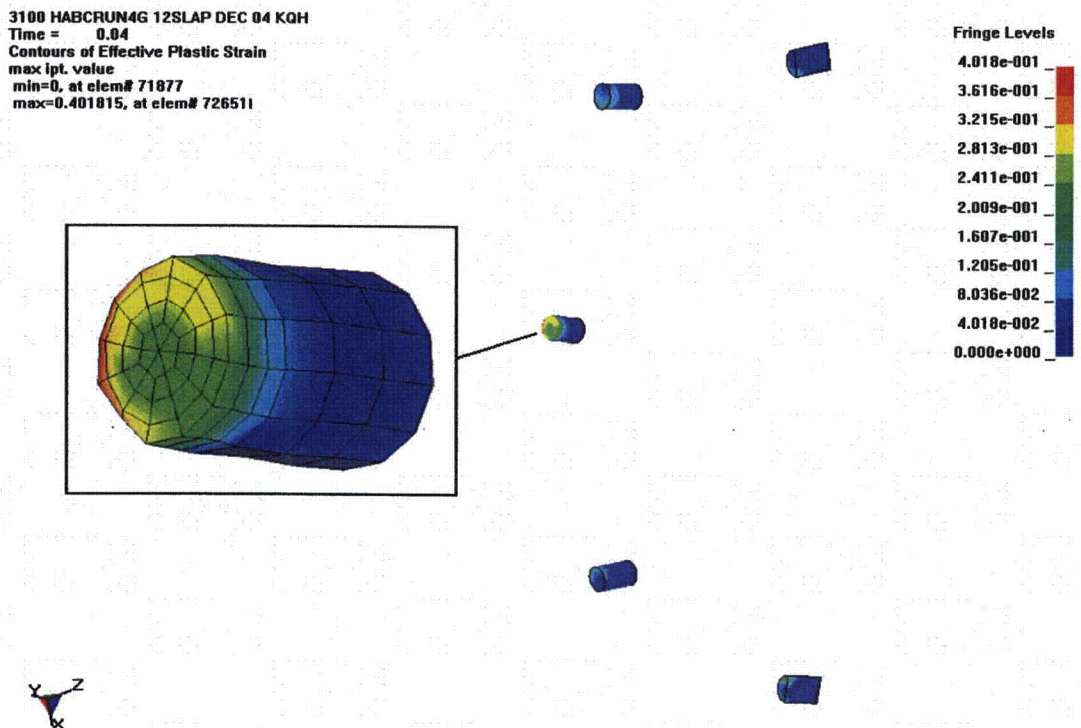 3100 HABCRUN4G 12SLAP DEC 04 KQH
Time = 0.04
Contours of Effective Plastic Strain
max ipt. value
min=0, at elem# 71877
max=0.401815, at elem# 726511
Fringe Levels
4.018e-001
3.616e-001
3.215e-001
2.813e-001
2.411e-001
2.009e-001
1.607e-001
1.205e-001
8.036e-002
4.018e-002
0.000e+000
Y
Z
X